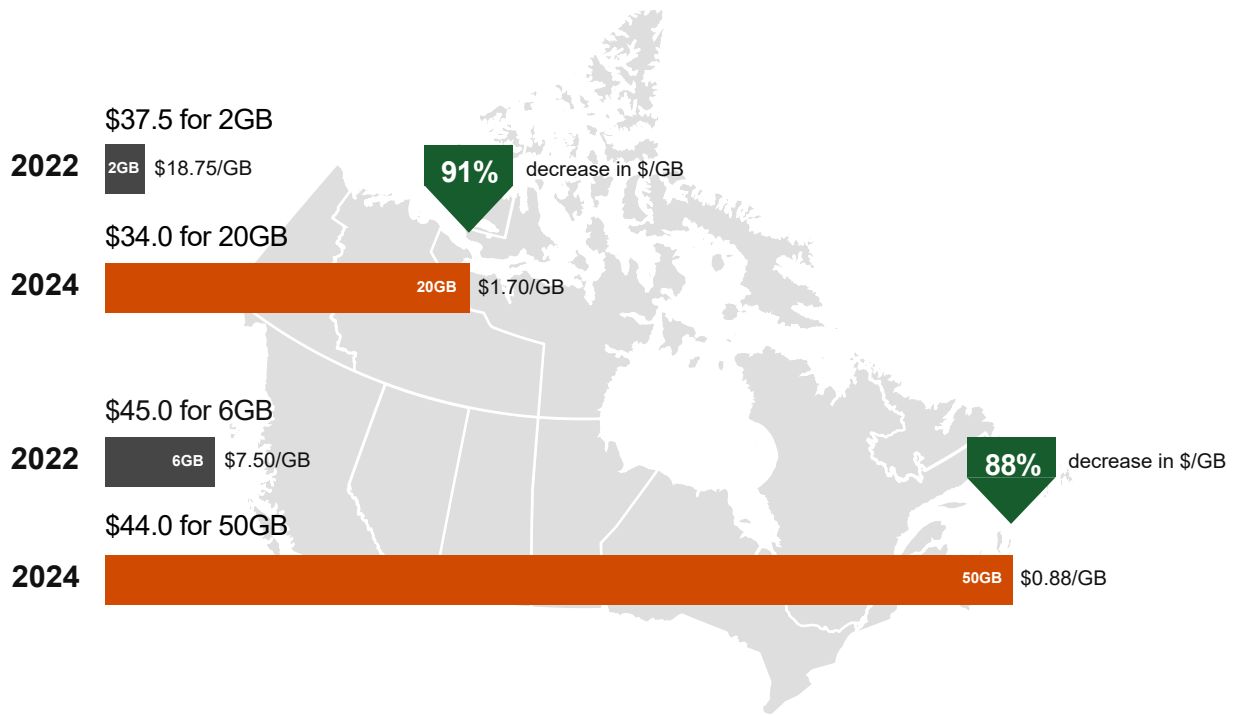 $37.5 for 2GB
2022
2GB
$18.75/GB
91%
decrease in $/GB
$34.0 for 20GB
2024
20GB
$1.70/GB
$45.0 for 6GB
2022
6GB
$7.50/GB
88%
decrease in $/GB
$44.0 for 50GB
2024
50GB
$0.88/GB